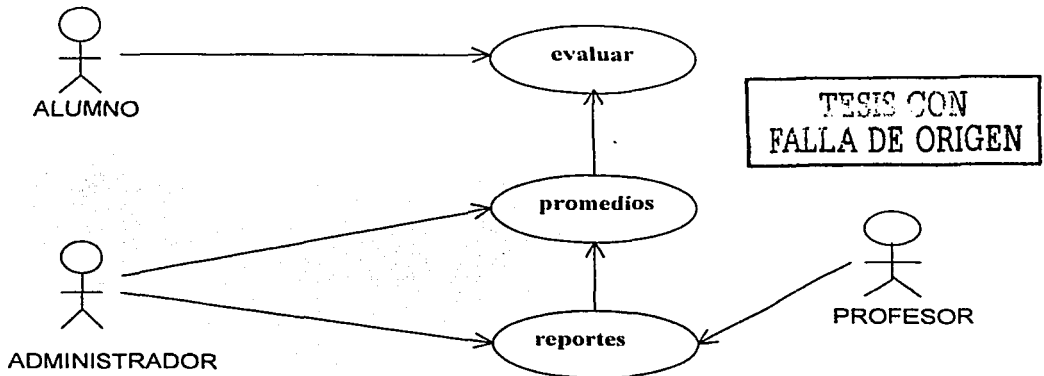 evaluar
ALUMNO
TESIS CON
FALLA DE ORIGEN
promedios
PROFESOR
reportes
ADMINISTRADOR